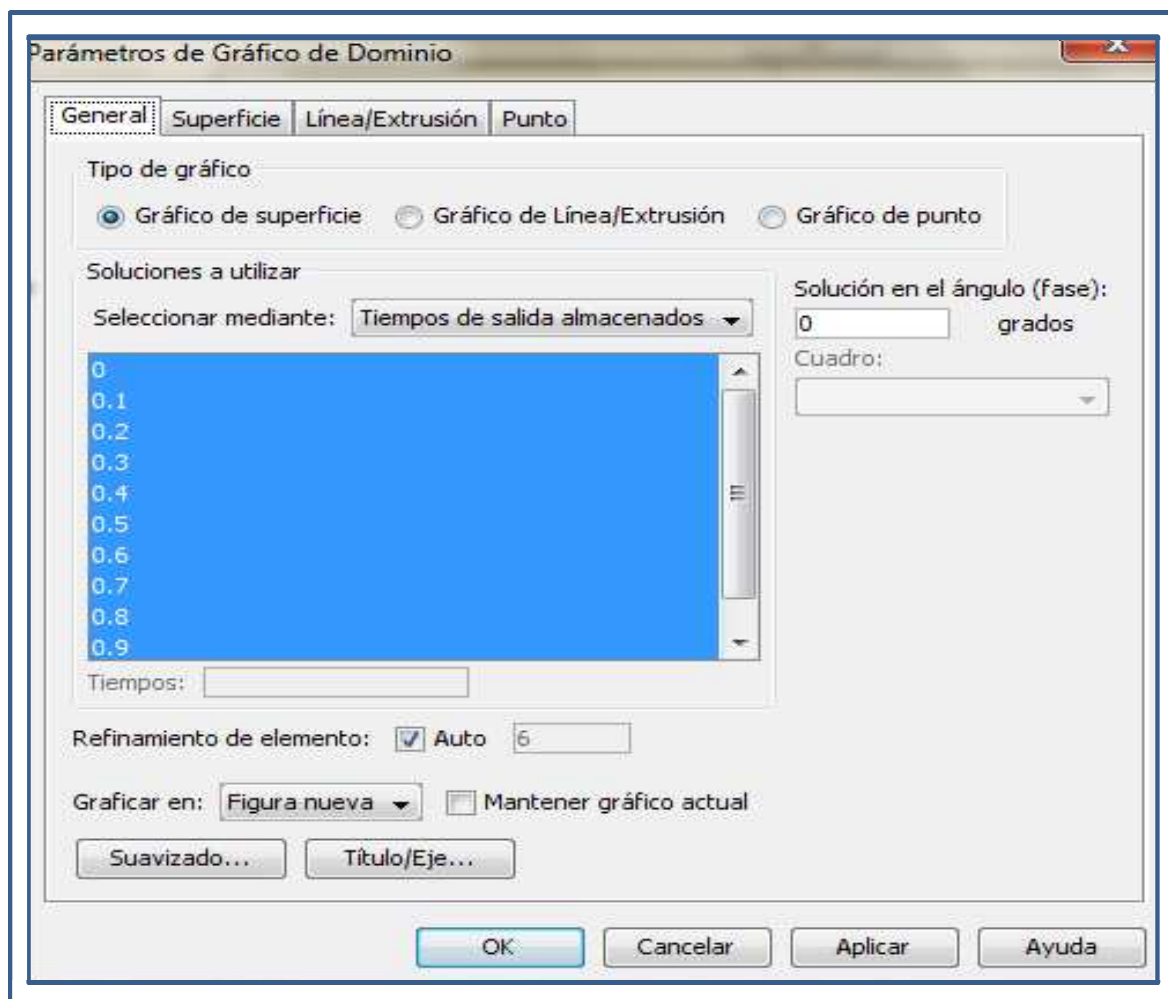 Parámetros de Gráfico de Dominio
General Superficie Línea/Extrusión Punto
Tipo de gráfico
Gráfico de superficie Gráfico de Línea/Extrusión Gráfico de punto
Soluciones a utilizar
Seleccionar mediante: Tiempos de salida almacenados
0
0.1
0.2
0.3
0.4
0.5
0.6
0.7
0.8
0.9
Tiempos:
Solución en el ángulo (fase):
0 grados
Cuadro:
Refinamiento de elemento: Auto 6
Graficar en: Figura nueva Mantener gráfico actual
Suavizado... Título/Eje...
OK Cancelar Aplicar Ayuda